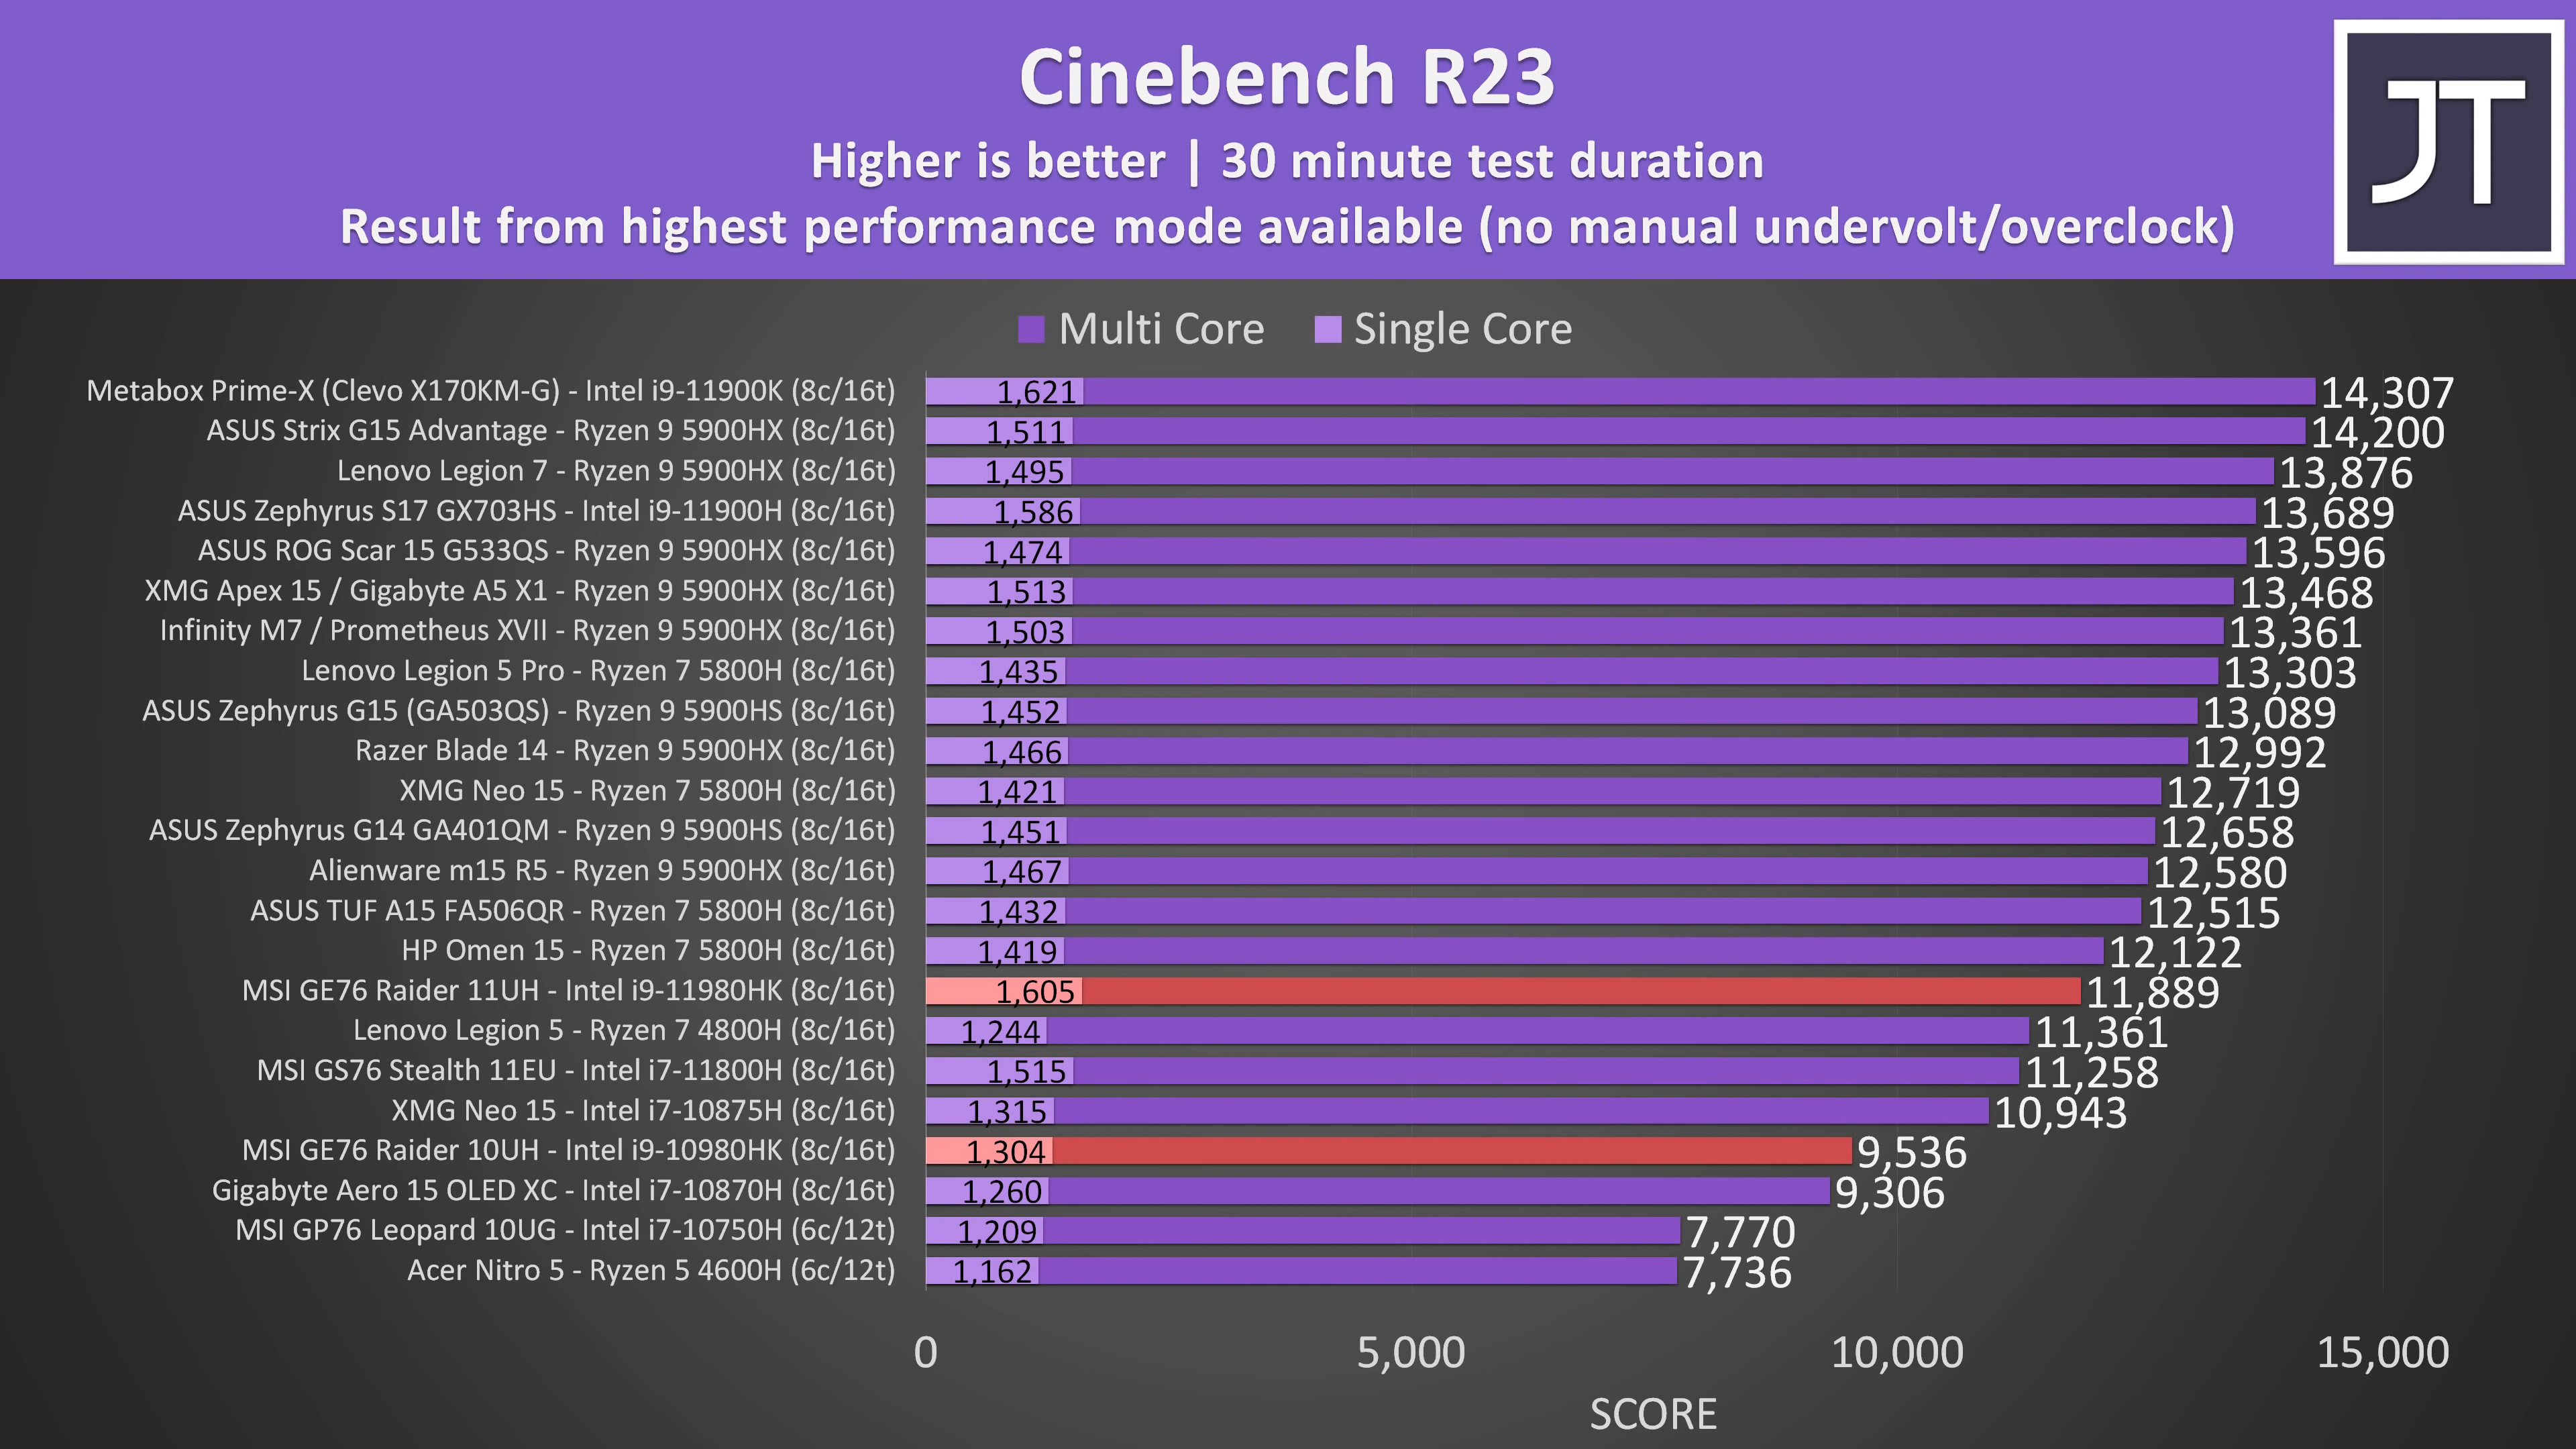 Cinebench R23
Higher is better | 30 minute test duration
Result from highest performance mode available (no manual undervolt/overclock)
JT
Multi Core Single Core
Metabox Prime-X (Clevo X170KM-G) - Intel i9-11900K (8c/16t) 1,621 14,307
ASUS Strix G15 Advantage - Ryzen 9 5900HX (8c/16t) 1,511 14,200
Lenovo Legion 7 - Ryzen 9 5900HX (8c/16t) 1,495 13,876
ASUS Zephyrus S17 GX703HS - Intel i9-11900H (8c/16t) 1,586 13,689
ASUS ROG Scar 15 G533QS - Ryzen 9 5900HX (8c/16t) 1,474 13,596
XMG Apex 15 / Gigabyte A5 X1 - Ryzen 9 5900HX (8c/16t) 1,513 13,468
Infinity M7 / Prometheus XVII - Ryzen 9 5900HX (8c/16t) 1,503 13,361
Lenovo Legion 5 Pro - Ryzen 7 5800H (8c/16t) 1,435 13,303
ASUS Zephyrus G15 (GA503QS) - Ryzen 9 5900HS (8c/16t) 1,452 13,089
Razer Blade 14 - Ryzen 9 5900HX (8c/16t) 1,466 12,992
XMG Neo 15 - Ryzen 7 5800H (8c/16t) 1,421 12,719
ASUS Zephyrus G14 GA401QM - Ryzen 9 5900HS (8c/16t) 1,451 12,658
Alienware m15 R5 - Ryzen 9 5900HX (8c/16t) 1,467 12,580
ASUS TUF A15 FA506QR - Ryzen 7 5800H (8c/16t) 1,432 12,515
HP Omen 15 - Ryzen 7 5800H (8c/16t) 1,419 12,122
MSI GE76 Raider 11UH - Intel i9-11980HK (8c/16t) 1,605 11,889
Lenovo Legion 5 - Ryzen 7 4800H (8c/16t) 1,244 11,361
MSI GS76 Stealth 11EU - Intel i7-11800H (8c/16t) 1,515 11,258
XMG Neo 15 - Intel i7-10875H (8c/16t) 1,315 10,943
MSI GE76 Raider 10UH - Intel i9-10980HK (8c/16t) 1,304 9,536
Gigabyte Aero 15 OLED XC - Intel i7-10870H (8c/16t) 1,260 9,306
MSI GP76 Leopard 10UG - Intel i7-10750H (6c/12t) 1,209 7,770
Acer Nitro 5 - Ryzen 5 4600H (6c/12t) 1,162 7,736
0 5,000 10,000 15,000
SCORE